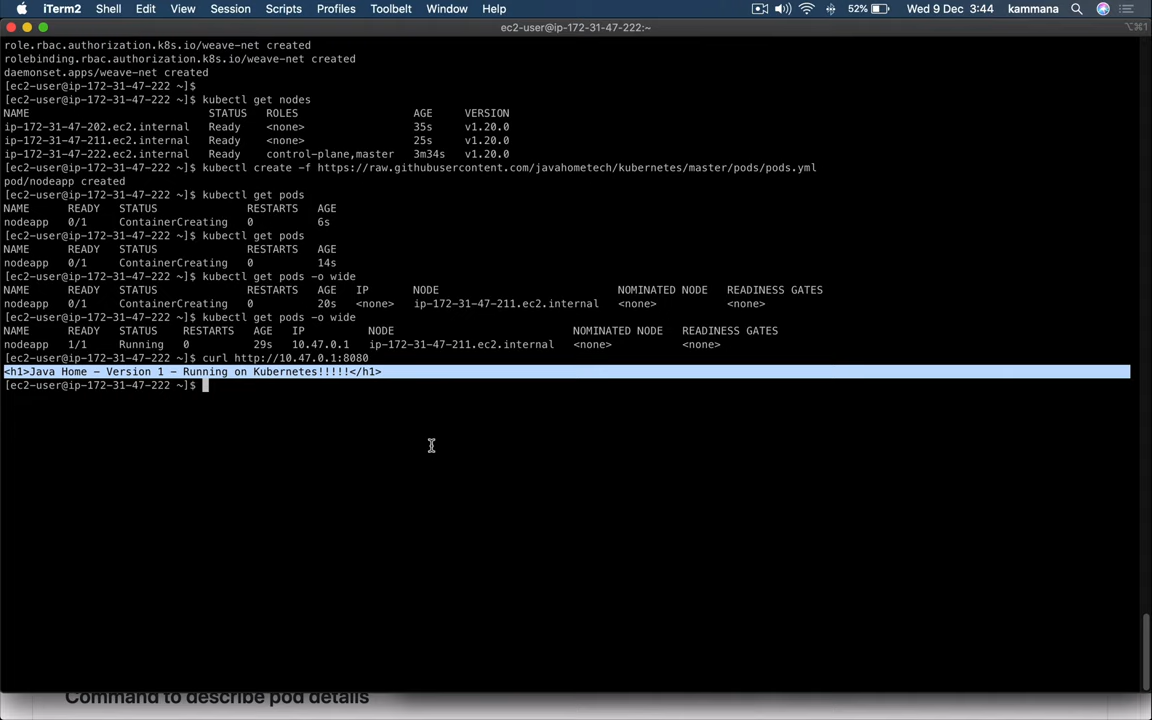 iTerm2 Shell Edit View Session Scripts Profiles Toolbelt Window Help 52% Wed 9 Dec 3:44 kammana
ec2-user@ip-172-31-47-222:~ ⌥⌘1
role.rbac.authorization.k8s.io/weave-net created
rolebinding.rbac.authorization.k8s.io/weave-net created
daemonset.apps/weave-net created
[ec2-user@ip-172-31-47-222 ~]$
[ec2-user@ip-172-31-47-222 ~]$ kubectl get nodes
NAME STATUS ROLES AGE VERSION
ip-172-31-47-202.ec2.internal Ready <none> 35s v1.20.0
ip-172-31-47-211.ec2.internal Ready <none> 25s v1.20.0
ip-172-31-47-222.ec2.internal Ready control-plane,master 3m34s v1.20.0
[ec2-user@ip-172-31-47-222 ~]$ kubectl create -f https://raw.githubusercontent.com/javahometech/kubernetes/master/pods/pods.yml
pod/nodeapp created
[ec2-user@ip-172-31-47-222 ~]$ kubectl get pods
NAME READY STATUS RESTARTS AGE
nodeapp 0/1 ContainerCreating 0 6s
[ec2-user@ip-172-31-47-222 ~]$ kubectl get pods
NAME READY STATUS RESTARTS AGE
nodeapp 0/1 ContainerCreating 0 14s
[ec2-user@ip-172-31-47-222 ~]$ kubectl get pods -o wide
NAME READY STATUS RESTARTS AGE IP NODE NOMINATED NODE READINESS GATES
nodeapp 0/1 ContainerCreating 0 20s <none> ip-172-31-47-211.ec2.internal <none> <none>
[ec2-user@ip-172-31-47-222 ~]$ kubectl get pods -o wide
NAME READY STATUS RESTARTS AGE IP NODE NOMINATED NODE READINESS GATES
nodeapp 1/1 Running 0 29s 10.47.0.1 ip-172-31-47-211.ec2.internal <none> <none>
[ec2-user@ip-172-31-47-222 ~]$ curl http://10.47.0.1:8080
<h1>Java Home - Version 1 - Running on Kubernetes!!!!!</h1>
[ec2-user@ip-172-31-47-222 ~]$
Command to describe pod details